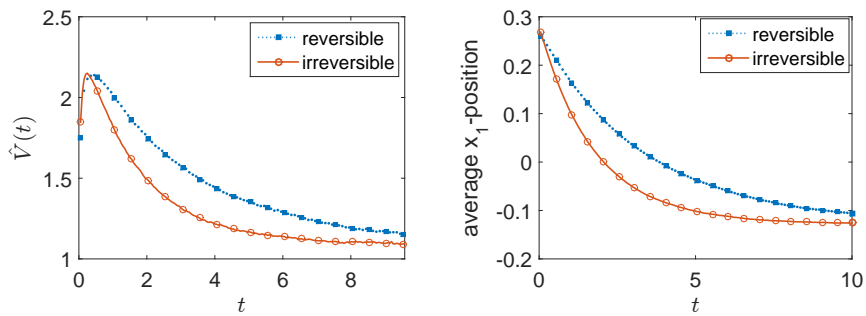 2.5
2
1.5
1
0 2 4 6 8
t
V̂(t)
reversible
irreversible
0.3
0.2
0.1
0
-0.1
-0.2
0 5 10
t
average x₁-position
reversible
irreversible